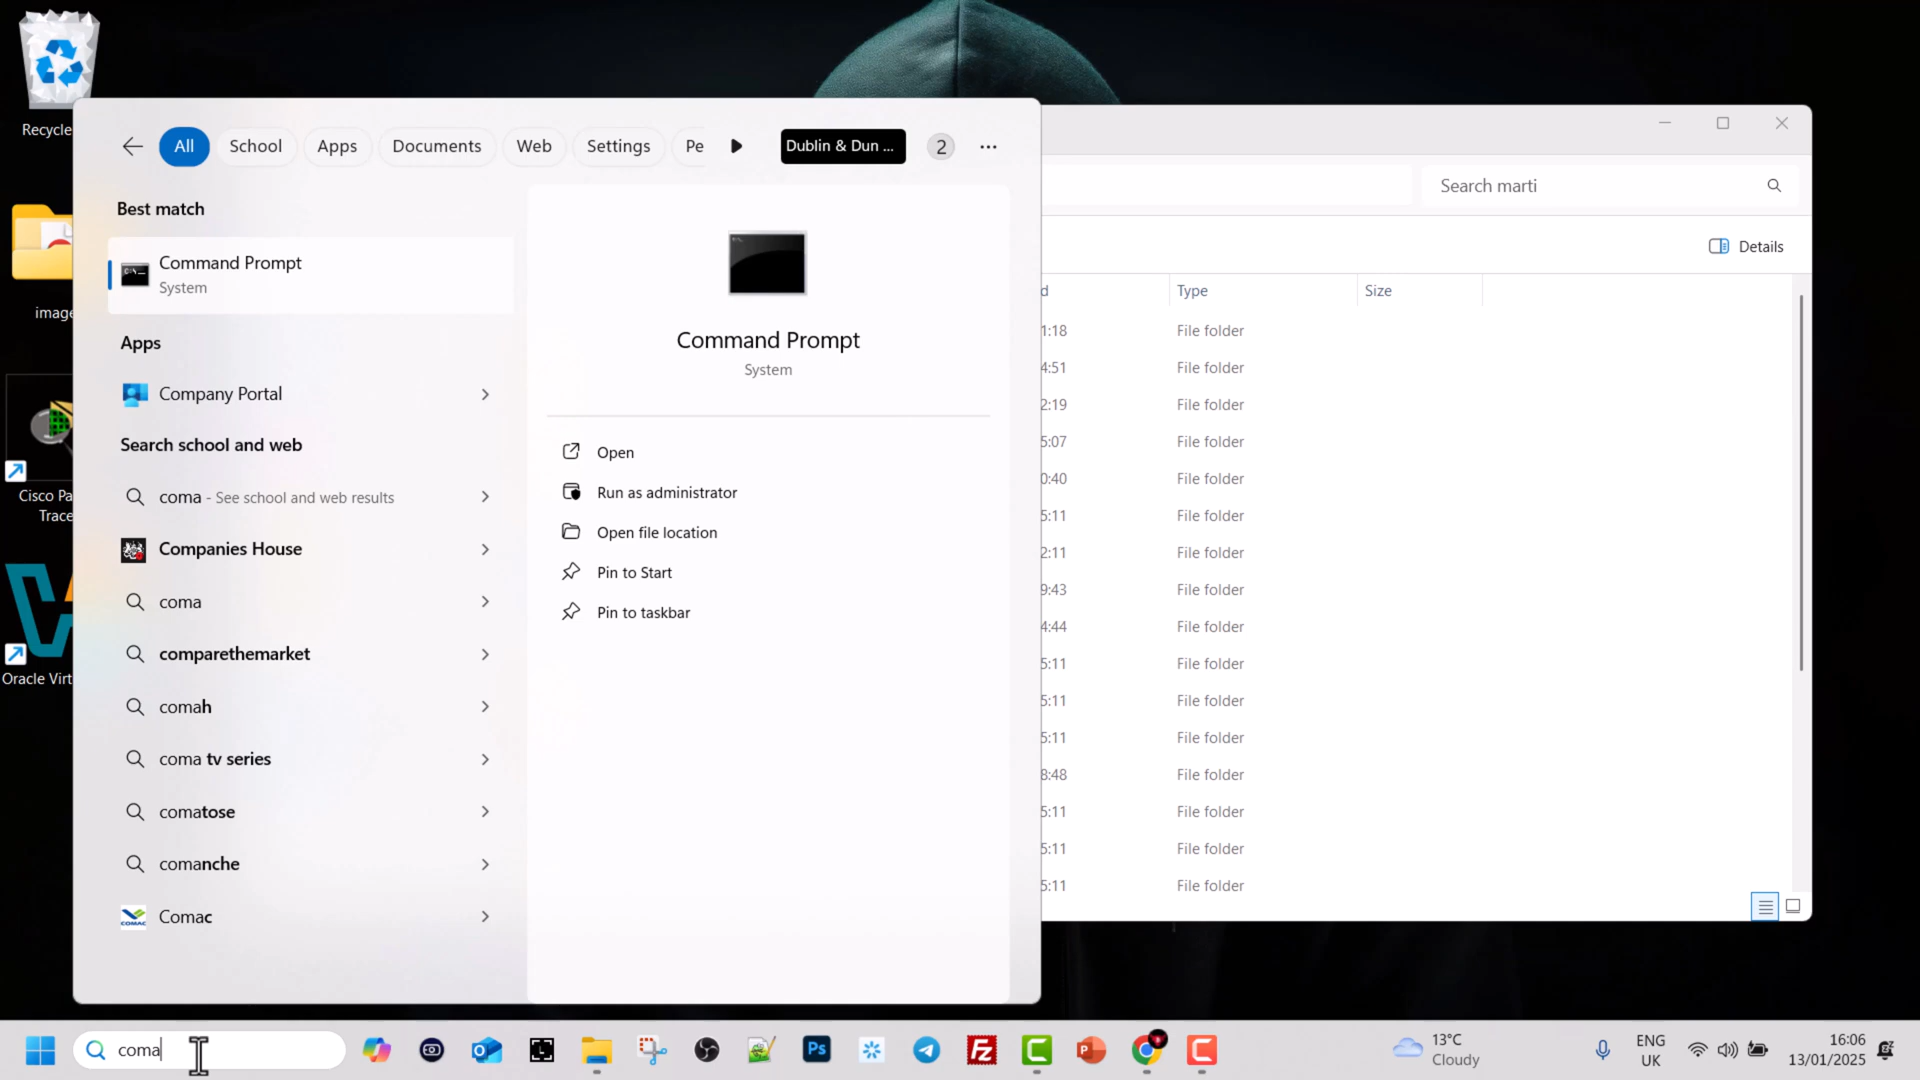 Recycle
image
Cisco Pa
Trace
Oracle Virt
All
School
Apps
Documents
Web
Settings
Pe
Dublin & Dun ...
2
Best match
Command Prompt
System
Apps
Company Portal
Search school and web
coma - See school and web results
Companies House
coma
comparethemarket
comah
coma tv series
comatose
comanche
Comac
Command Prompt
System
Open
Run as administrator
Open file location
Pin to Start
Pin to taskbar
Search marti
Details
d
Type
Size
1:18
File folder
4:51
File folder
2:19
File folder
5:07
File folder
0:40
File folder
5:11
File folder
2:11
File folder
9:43
File folder
4:44
File folder
5:11
File folder
5:11
File folder
5:11
File folder
8:48
File folder
5:11
File folder
5:11
File folder
5:11
File folder
coma
Ps
13°C
Cloudy
ENG
UK
16:06
13/01/2025